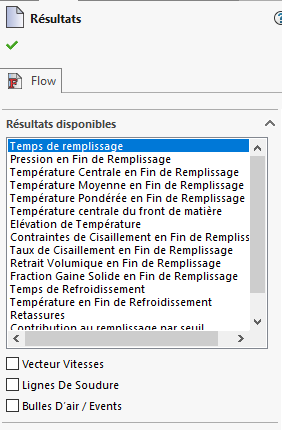 Résultats
Flow
Résultats disponibles
Temps de remplissage
Pression en Fin de Remplissage
Température Centrale en Fin de Remplissage
Température Moyenne en Fin de Remplissage
Température Pondérée en Fin de Remplissage
Température centrale du front de matière
Elévation de Température
Contraintes de Cisaillement en Fin de Repliss
Taux de Cisaillement en Fin de Remplissage
Retrait Volumique en Fin de Remplissage
Fraction Gaine Solide en Fin de Remplissage
Temps de Refroidissement
Température en Fin de Refroidissement
Retassures
Contribution au remplissage par seuil
Vecteur Vitesses
Lignes De Soudure
Bulles D'air / Events